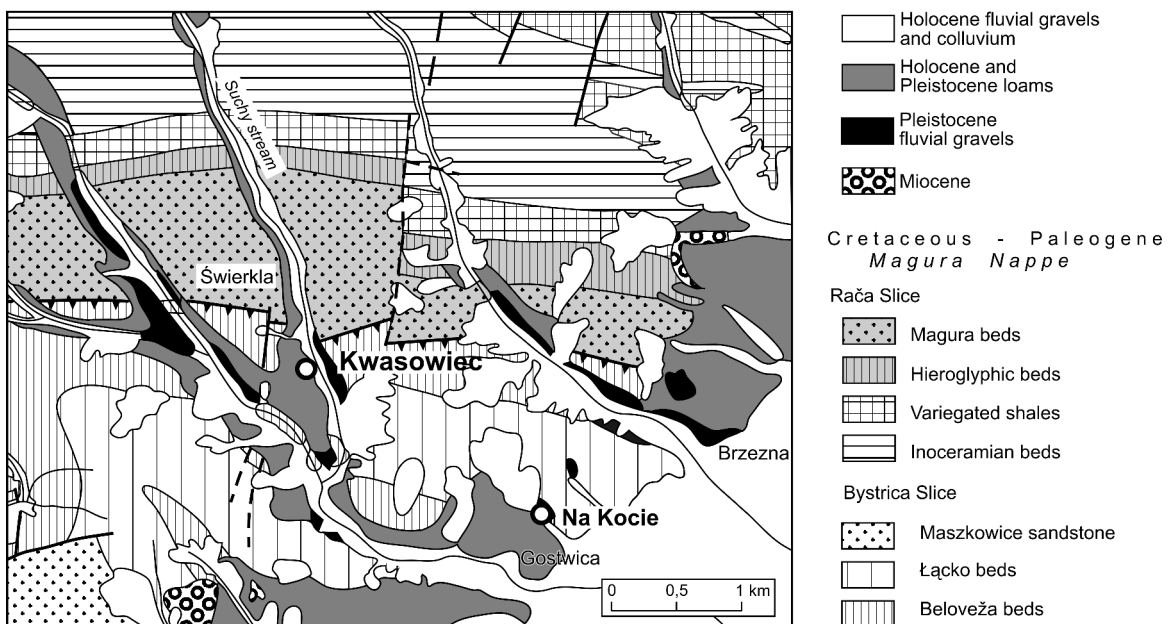 Suchy stream
Świerkla
Kwasowiec
Brzezna
Na Kocie
Gostwica
0 0,5 1 km
Holocene fluvial gravels
and colluvium
Holocene and
Pleistocene loams
Pleistocene
fluvial gravels
Miocene
Cretaceous - Paleogene
Magura Nappe
Rača Slice
Magura beds
Hieroglyphic beds
Variegated shales
Inoceramian beds
Bystrica Slice
Maszkowice sandstone
Łącko beds
Beloveža beds